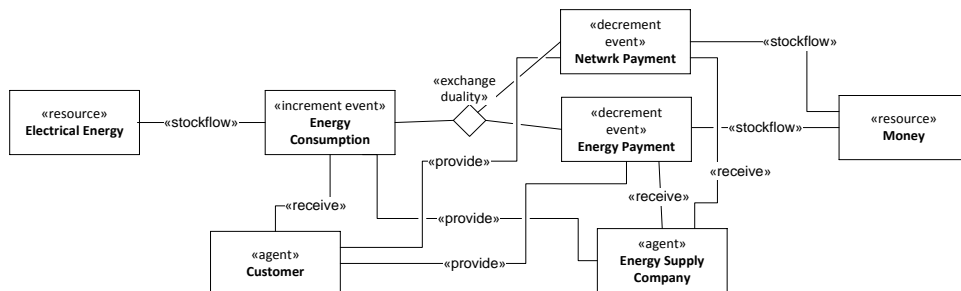 «decrement
event»
Netwrk Payment
«stockflow»
«exchange
duality»
«resource»
Electrical Energy
«stockflow»
«increment event»
Energy
Consumption
«decrement
event»
Energy Payment
«stockflow»
«resource»
Money
«provide»
«receive»
«receive»
«receive»
«provide»
«agent»
Customer
«provide»
«agent»
Energy Supply
Company